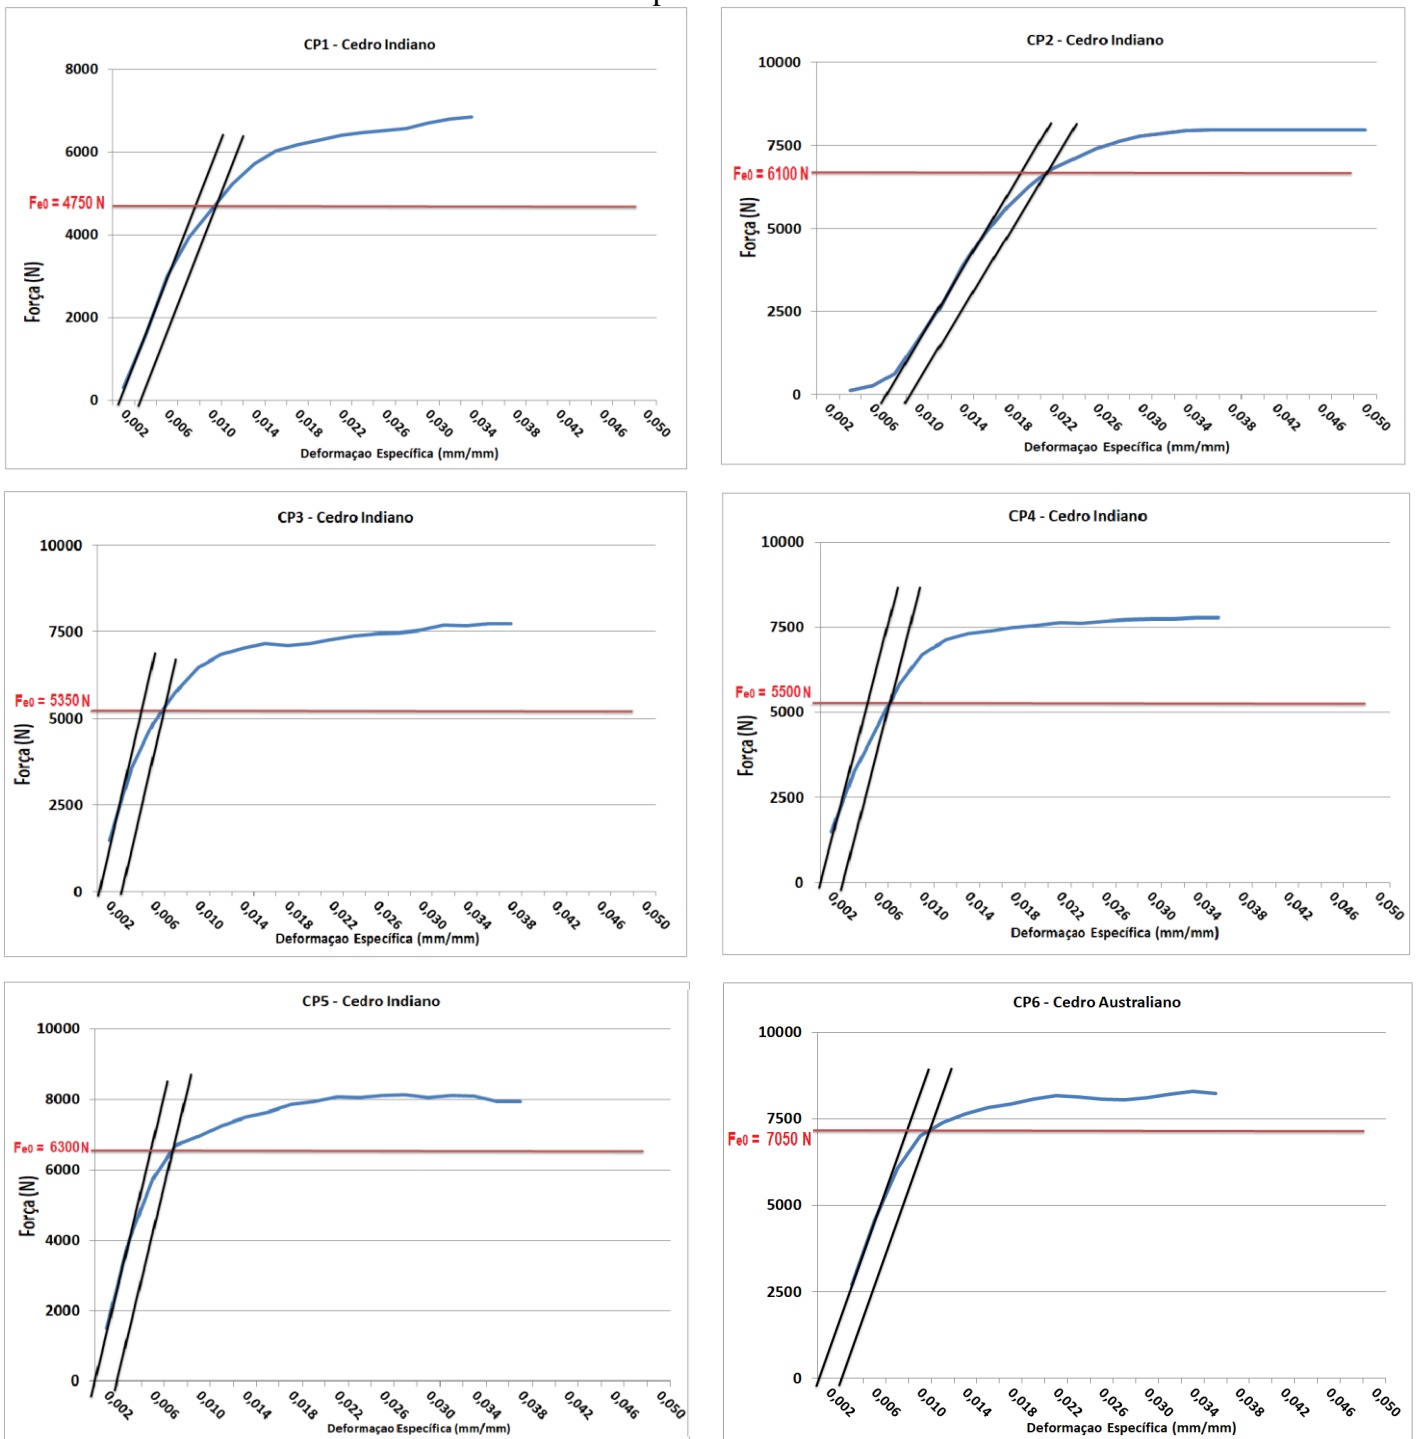 CP1 - Cedro Indiano
8000
6000
Fe0 = 4750 N
4000
2000
0
Força (N)
0,002 0,006 0,010 0,014 0,018 0,022 0,026 0,030 0,034 0,038 0,042 0,046 0,050
Deformaçao Específica (mm/mm)
CP2 - Cedro Indiano
10000
7500
Fe0 = 6100 N
5000
2500
0
Força (N)
0,002 0,006 0,010 0,014 0,018 0,022 0,026 0,030 0,034 0,038 0,042 0,046 0,050
Deformaçao Específica (mm/mm)
CP3 - Cedro Indiano
10000
7500
Fe0 = 5350 N
5000
2500
0
Força (N)
0,002 0,006 0,010 0,014 0,018 0,022 0,026 0,030 0,034 0,038 0,042 0,046 0,050
Deformaçao Específica (mm/mm)
CP4 - Cedro Indiano
10000
7500
Fe0 = 5500 N
5000
2500
0
Força (N)
0,002 0,006 0,010 0,014 0,018 0,022 0,026 0,030 0,034 0,038 0,042 0,046 0,050
Deformaçao Específica (mm/mm)
CP5 - Cedro Indiano
10000
8000
Fe0 = 6300 N
6000
4000
2000
0
Força (N)
0,002 0,006 0,010 0,014 0,018 0,022 0,026 0,030 0,034 0,038 0,042 0,046 0,050
Deformaçao Específica (mm/mm)
CP6 - Cedro Australiano
10000
7500
Fe0 = 7050 N
5000
2500
0
0,002 0,006 0,010 0,014 0,018 0,022 0,026 0,030 0,034 0,038 0,042 0,046 0,050
Deformaçao Específica (mm/mm)